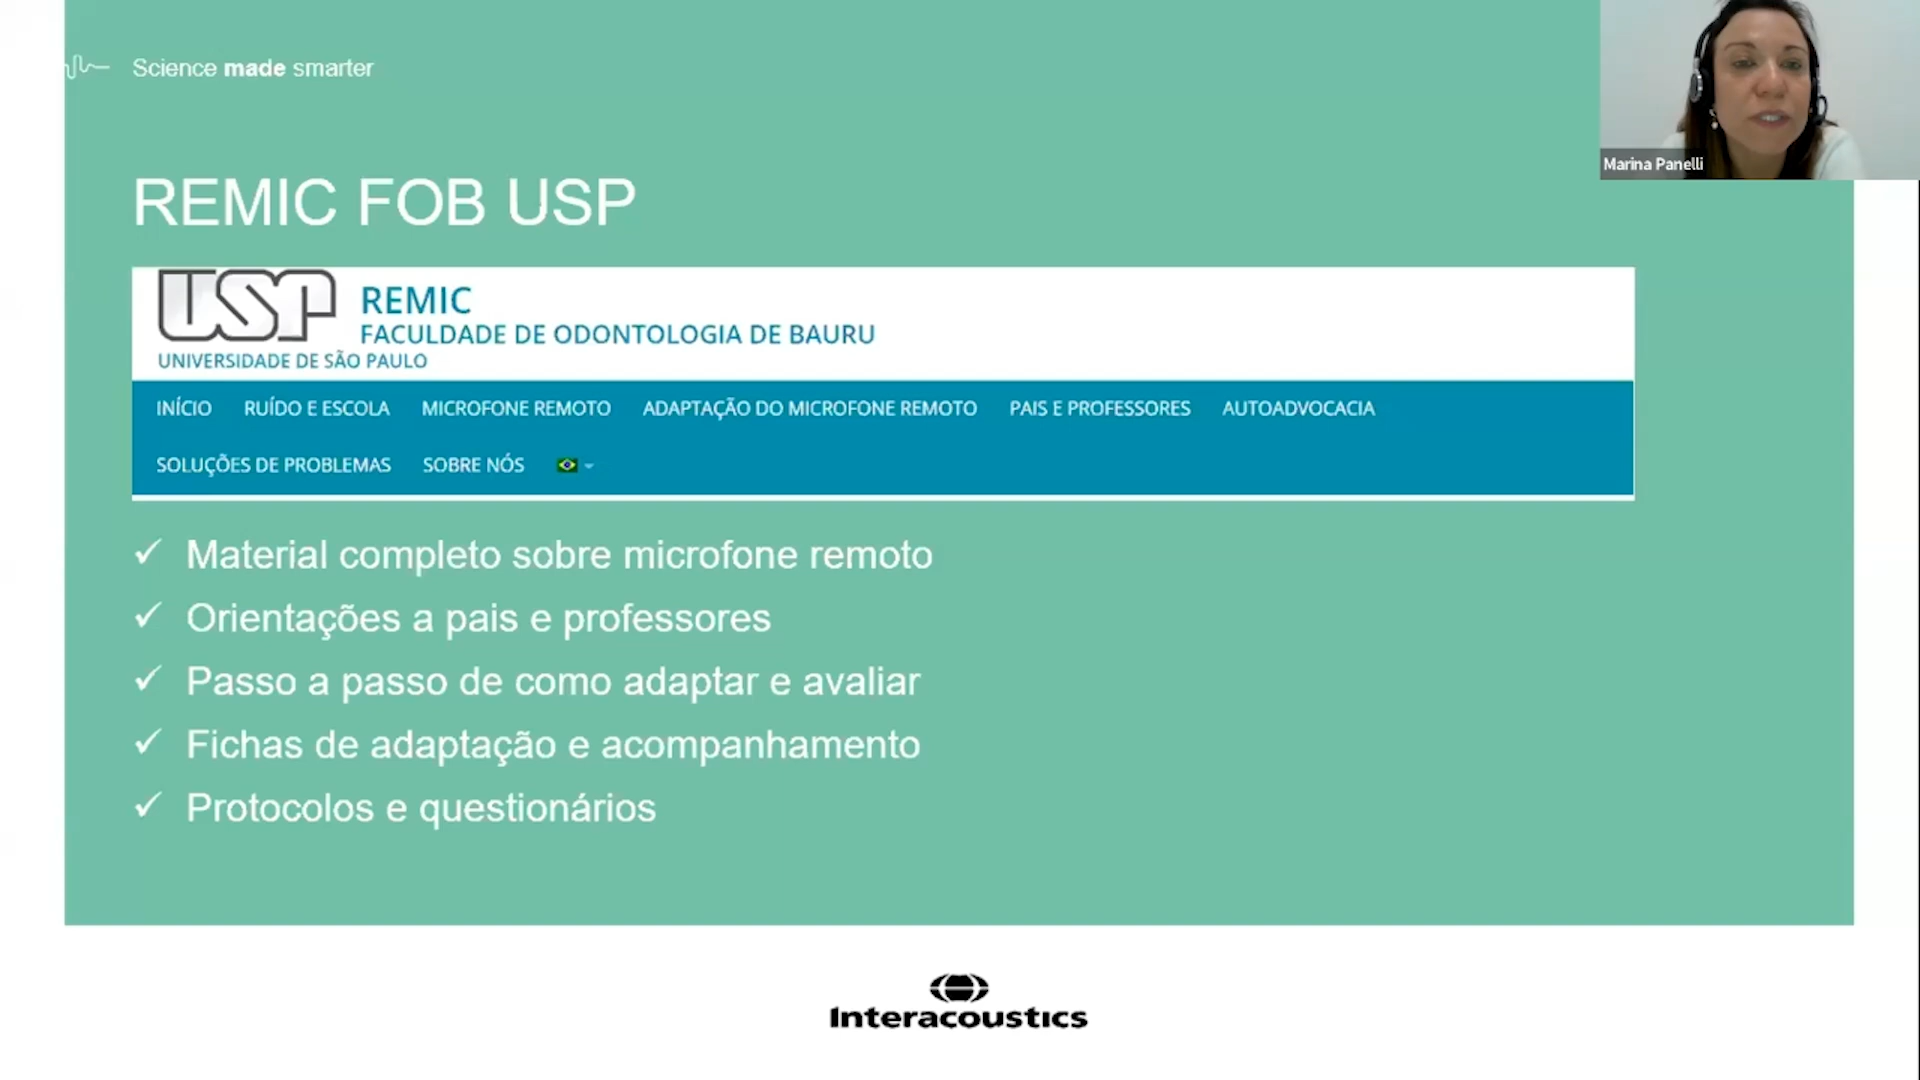 Science made smarter
Marina Panelli
REMIC FOB USP
USP
REMIC
FACULDADE DE ODONTOLOGIA DE BAURU
UNIVERSIDADE DE SÃO PAULO
INÍCIO RUÍDO E ESCOLA MICROFONE REMOTO ADAPTAÇÃO DO MICROFONE REMOTO PAIS E PROFESSORES AUTOADVOCACIA
SOLUÇÕES DE PROBLEMAS SOBRE NÓS
✓ Material completo sobre microfone remoto
✓ Orientações a pais e professores
✓ Passo a passo de como adaptar e avaliar
✓ Fichas de adaptação e acompanhamento
✓ Protocolos e questionários
Interacoustics